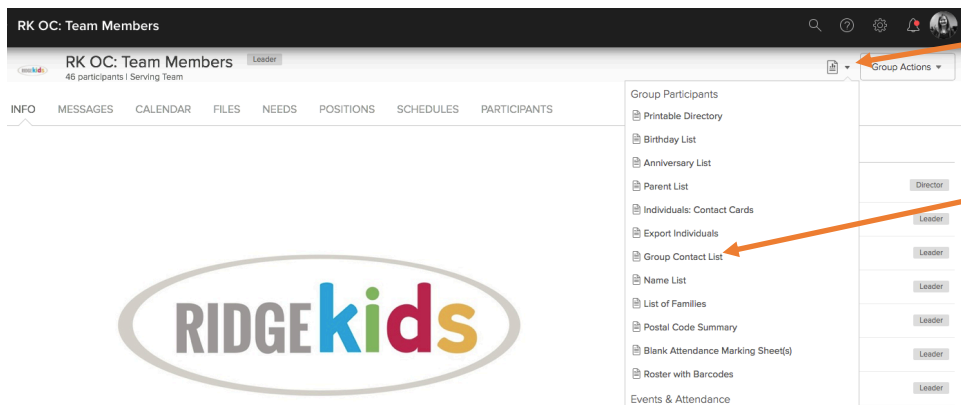 RK OC: Team Members
RK OC: Team Members Leader
46 participants | Serving Team
Group Actions
INFO MESSAGES CALENDAR FILES NEEDS POSITIONS SCHEDULES PARTICIPANTS
Group Participants
Printable Directory
Birthday List
Anniversary List
Parent List
Individuals: Contact Cards
Export Individuals
Group Contact List
Name List
List of Families
Postal Code Summary
Blank Attendance Marking Sheet(s)
Roster with Barcodes
Events & Attendance
Director
Leader
Leader
Leader
Leader
Leader
Leader
RIDGEkids